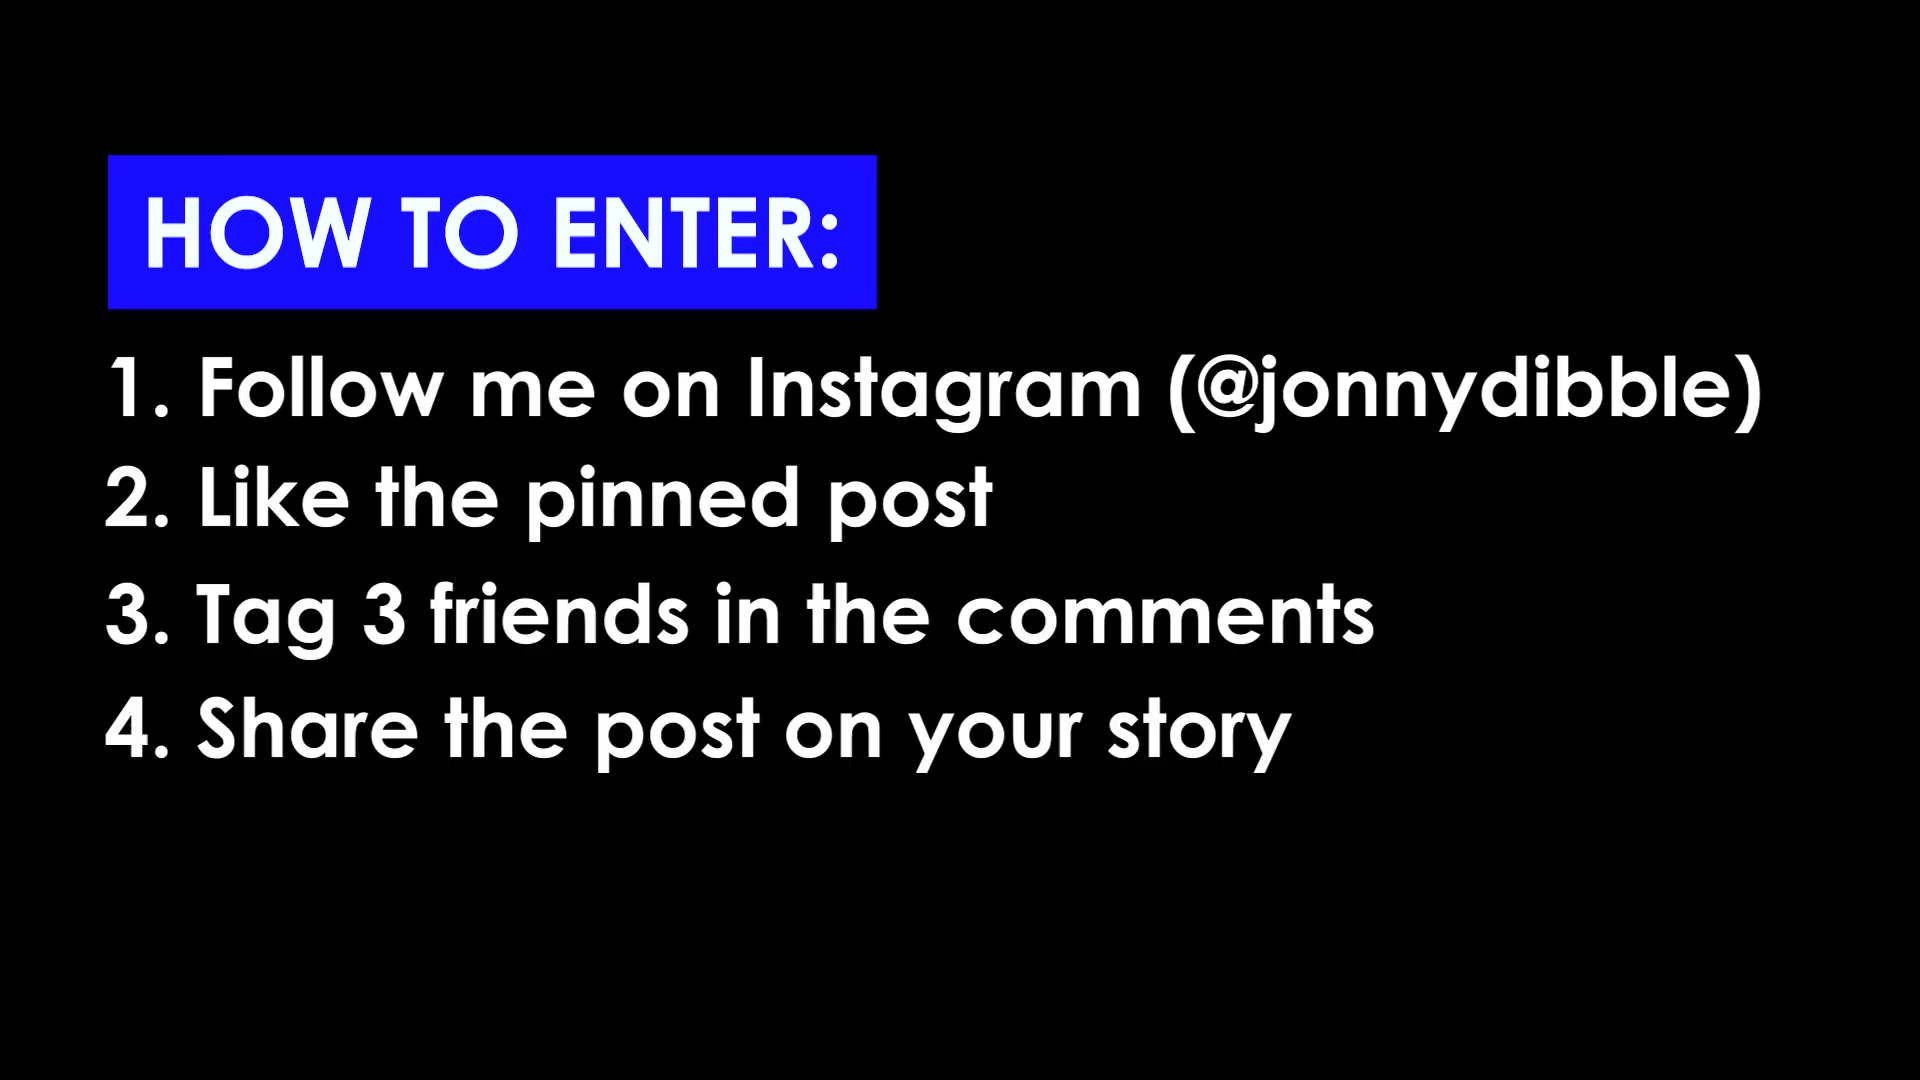 HOW TO ENTER:
1. Follow me on Instagram (@jonnydibble)
2. Like the pinned post
3. Tag 3 friends in the comments
4. Share the post on your story